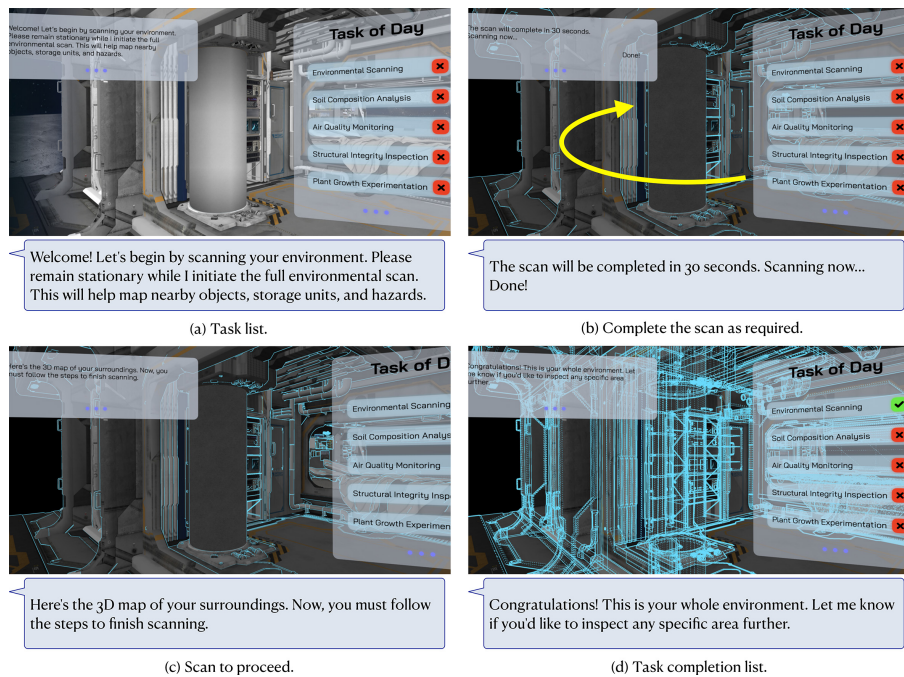 Welcome! Let's begin by scanning your environment.
Please remain stationary while I initiate the full
environmental scan. This will help map nearby
objects, storage units, and hazards.
Task of Day
Environmental Scanning
Soil Composition Analysis
Air Quality Monitoring
Structural Integrity Inspection
Plant Growth Experimentation
Welcome! Let's begin by scanning your environment. Please
remain stationary while I initiate the full environmental scan.
This will help map nearby objects, storage units, and hazards.
(a) Task list.
The scan will complete in 30 seconds.
Scanning now...
Done!
Task of Day
Environmental Scanning
Soil Composition Analysis
Air Quality Monitoring
Structural Integrity Inspection
Plant Growth Experimentation
The scan will be completed in 30 seconds. Scanning now...
Done!
(b) Complete the scan as required.
Here's the 3D map of your surroundings. Now, you
must follow the steps to finish scanning.
Task of D
Environmental Scanning
Soil Composition Analys
Air Quality Monitoring
Structural Integrity Insp
Plant Growth Experimen
Here's the 3D map of your surroundings. Now, you must follow
the steps to finish scanning.
(c) Scan to proceed.
Congratulations! This is your whole environment. Let
me know if you'd like to inspect any specific area
further.
Task of Day
Environmental Scanning
Soil Composition Analysis
Air Quality Monitoring
Structural Integrity Inspection
Plant Growth Experimentation
Congratulations! This is your whole environment. Let me know
if you'd like to inspect any specific area further.
(d) Task completion list.